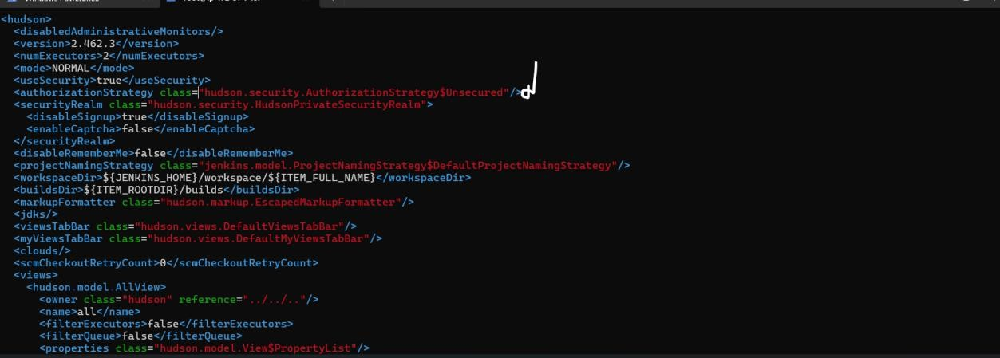 <hudson>
  <disabledAdministrativeMonitors/>
  <version>2.462.3</version>
  <numExecutors>2</numExecutors>
  <mode>NORMAL</mode>
  <useSecurity>true</useSecurity>
  <authorizationStrategy class="hudson.security.AuthorizationStrategy$Unsecured"/>
  <securityRealm class="hudson.security.HudsonPrivateSecurityRealm">
    <disableSignup>true</disableSignup>
    <enableCaptcha>false</enableCaptcha>
  </securityRealm>
  <disableRememberMe>false</disableRememberMe>
  <projectNamingStrategy class="jenkins.model.ProjectNamingStrategy$DefaultProjectNamingStrategy"/>
  <workspaceDir>${JENKINS_HOME}/workspace/${ITEM_FULL_NAME}</workspaceDir>
  <buildsDir>${ITEM_ROOTDIR}/builds</buildsDir>
  <markupFormatter class="hudson.markup.EscapedMarkupFormatter"/>
  <jdks/>
  <viewsTabBar class="hudson.views.DefaultViewsTabBar"/>
  <myViewsTabBar class="hudson.views.DefaultMyViewsTabBar"/>
  <clouds/>
  <scmCheckoutRetryCount>0</scmCheckoutRetryCount>
  <views>
    <hudson.model.AllView>
      <owner class="hudson" reference="../../.."/>
      <name>all</name>
      <filterExecutors>false</filterExecutors>
      <filterQueue>false</filterQueue>
      <properties class="hudson.model.View$PropertyList"/>